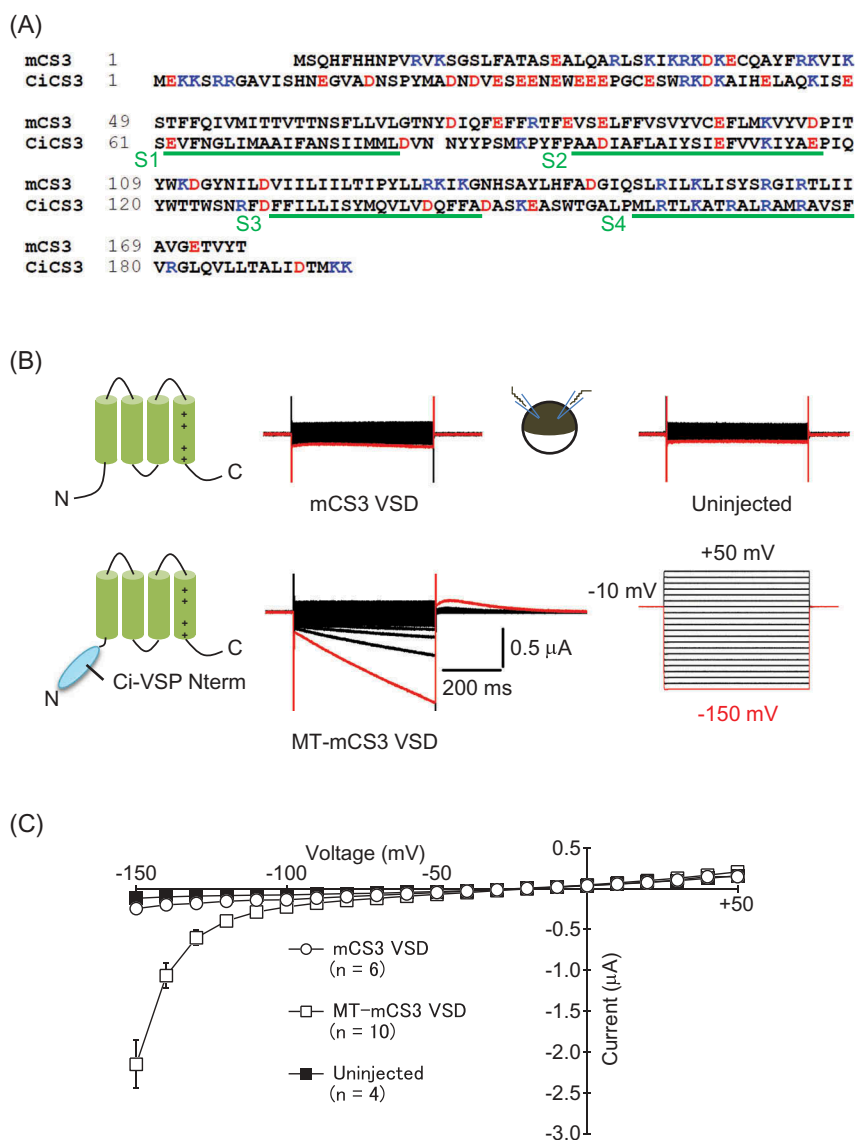 (A)
mCS3 1 MSQHFHHNPVRVKSGSLFATASEALQARLSKIKRKDKECQAYFRKVIK
CiCS3 1 MEKKSRRGAVISHNEGVADNSPYMADNDVESEENEWEEEPGCESWRKDKAIHELAQKISE
mCS3 49 STFFQIVMITTVTTNSFLLVLGTNYDIQFEFFRTFEVSELFFVSVYVCEFLMKVYVDPIT
CiCS3 61 SEVFNGLIMAAIFANSIIMMLDVN NYYPSMKPYFPAADIAFLAIYSIEFVVKIYAEPIQ
S1 S2
mCS3 109 YWKDGYNILDVIILIILTIPYLLRKIKGNHSAYLHFADGIQSLRILKLISYSRGIRTLII
CiCS3 120 YWTTWSNRFDFFILLISYMQVLVDQFFADASKEASWTGALPMLRTLKATRALRAMRAVSF
S3 S4
mCS3 169 AVGETVYT
CiCS3 180 VRGLQVLLTALIDTMKK
(B)
+
+
+
+
N
C
mCS3 VSD
Uninjected
+
+
+
+
N
C
Ci-VSP Nterm
0.5 μA
200 ms
MT-mCS3 VSD
+50 mV
-10 mV
-150 mV
(C)
Voltage (mV)
-150 -100 -50 +50
0.5
-0.5
-1.0
-1.5
-2.0
-2.5
-3.0
Current (μA)
mCS3 VSD
(n = 6)
MT-mCS3 VSD
(n = 10)
Uninjected
(n = 4)